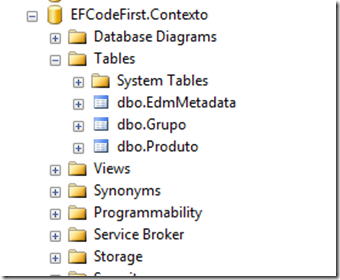 EFCodeFirst.Contexto
Database Diagrams
Tables
System Tables
dbo.EdmMetadata
dbo.Grupo
dbo.Produto
Views
Synonyms
Programmability
Service Broker
Storage